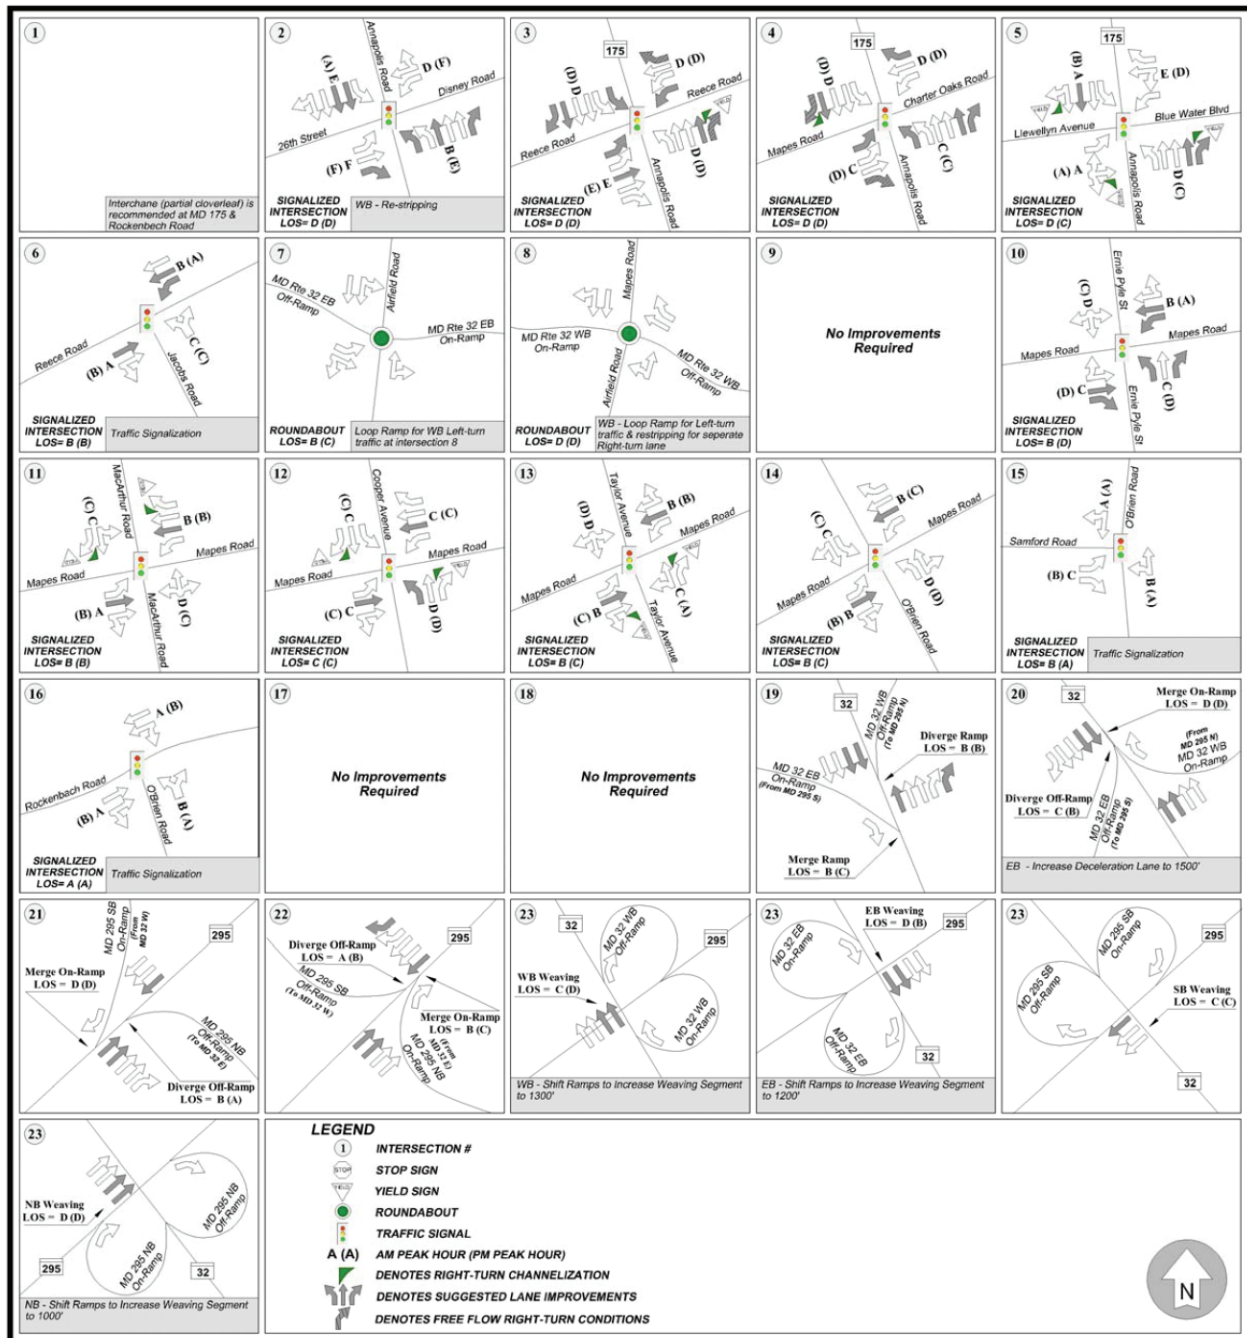 1
Interchane (partial cloverleaf) is
recommended at MD 175 &
Rockenbech Road
2
Annapolis Road
(A) E
D (F)
Disney Road
26th Street
(F) F
B (E)
SIGNALIZED
INTERSECTION
LOS= D (D)
WB - Re-stripping
3
175
D (D)
(D) D
Reece Road
YIELD
Reece Road
D (D)
(E) E
Annapolis Road
SIGNALIZED
INTERSECTION
LOS= D (D)
4
175
D (D)
(D) D
Charter Oaks Road
Mapes Road
C (C)
(D) C
Annapolis Road
SIGNALIZED
INTERSECTION
LOS= D (D)
5
175
(B) A
E (D)
YIELD
Blue Water Blvd
Llewellyn Avenue
YIELD
(A) A
D (C)
YIELD
Annapolis Road
SIGNALIZED
INTERSECTION
LOS= D (C)
6
B (A)
Reece Road
C (C)
(B) A
Jacobs Road
SIGNALIZED
INTERSECTION
LOS= B (B)
Traffic Signalization
7
Airfield Road
MD Rte 32 EB
Off-Ramp
MD Rte 32 EB
On-Ramp
ROUNDABOUT
LOS= B (C)
Loop Ramp for WB Left-turn
traffic at intersection 8
8
Mapes Road
MD Rte 32 WB
On-Ramp
MD Rte 32 WB
Off-Ramp
Airfield Road
ROUNDABOUT
LOS= D (D)
WB - Loop Ramp for Left-turn
traffic & restripping for seperate
Right-turn lane
9
No Improvements
Required
10
Ernie Pyle St
(C) D
B (A)
Mapes Road
Mapes Road
(D) C
C (D)
Ernie Pyle St
SIGNALIZED
INTERSECTION
LOS= B (D)
11
MacArthur Road
(C) C
B (B)
Mapes Road
Mapes Road
(B) A
D (C)
MacArthur Road
SIGNALIZED
INTERSECTION
LOS= B (B)
12
Cooper Avenue
(C) C
C (C)
Mapes Road
Mapes Road
YIELD
(C) C
D (D)
SIGNALIZED
INTERSECTION
LOS= C (C)
13
Taylor Avenue
B (B)
(D) D
Mapes Road
Mapes Road
YIELD
(C) B
C (A)
YIELD
Taylor Avenue
SIGNALIZED
INTERSECTION
LOS= B (C)
14
B (C)
(C) C
Mapes Road
Mapes Road
(B) B
D (D)
O'Brien Road
SIGNALIZED
INTERSECTION
LOS= B (C)
15
A (A)
O'Brien Road
Samford Road
(B) C
B (A)
SIGNALIZED
INTERSECTION
LOS= B (A)
Traffic Signalization
16
A (B)
Rockenbach Road
(B) A
B (A)
O'Brien Road
SIGNALIZED
INTERSECTION
LOS= A (A)
Traffic Signalization
17
No Improvements
Required
18
No Improvements
Required
19
32
MD 32 WB
Off-Ramp
(To MD 295 N)
Diverge Ramp
LOS = B (B)
MD 32 EB
On-Ramp
(From MD 295 S)
Merge Ramp
LOS = B (C)
20
32
Merge On-Ramp
LOS = D (D)
(From
MD 295 N)
MD 32 WB
On-Ramp
Diverge Off-Ramp
LOS = C (B)
MD 32 EB
Off-Ramp
(To MD 295 S)
EB - Increase Deceleration Lane to 1500'
21
MD 295 SB
On-Ramp
(From
MD 32 W)
295
Merge On-Ramp
LOS = D (D)
MD 295 NB
Off-Ramp
(To MD 32 E)
Diverge Off-Ramp
LOS = B (A)
22
295
Diverge Off-Ramp
LOS = A (B)
MD 295 SB
Off-Ramp
(To MD 32 W)
Merge On-Ramp
LOS = B (C)
(From
MD 32 E)
MD 295 NB
On-Ramp
23
32
MD 32 WB
Off-Ramp
295
WB Weaving
LOS = C (D)
MD 32 WB
On-Ramp
WB - Shift Ramps to Increase Weaving Segment
to 1300'
23
EB Weaving
LOS = D (B)
MD 32 EB
On-Ramp
295
MD 32 EB
Off-Ramp
32
EB - Shift Ramps to Increase Weaving Segment
to 1200'
23
MD 295 SB
On-Ramp
295
MD 295 SB
Off-Ramp
SB Weaving
LOS = C (C)
32
23
NB Weaving
LOS = D (D)
MD 295 NB
Off-Ramp
MD 295 NB
On-Ramp
295
32
NB - Shift Ramps to Increase Weaving Segment
to 1000'
LEGEND
1 INTERSECTION #
STOP STOP SIGN
YIELD YIELD SIGN
ROUNDABOUT
TRAFFIC SIGNAL
A (A) AM PEAK HOUR (PM PEAK HOUR)
DENOTES RIGHT-TURN CHANNELIZATION
DENOTES SUGGESTED LANE IMPROVEMENTS
DENOTES FREE FLOW RIGHT-TURN CONDITIONS
N